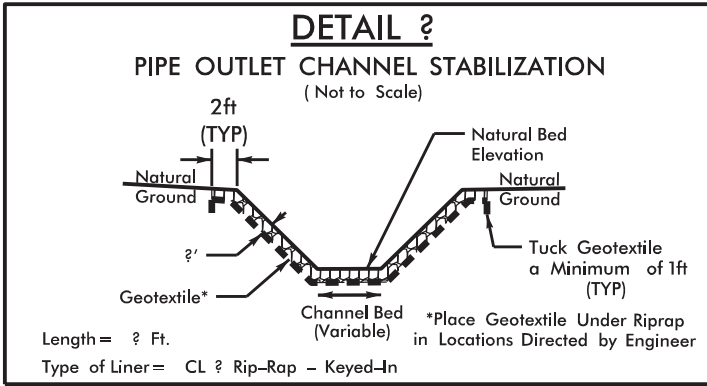 DETAIL ?
PIPE OUTLET CHANNEL STABILIZATION
( Not to Scale)
2ft
(TYP)
Natural Bed
Elevation
Natural
Ground
Natural
Ground
?'
Geotextile*
Tuck Geotextile
a Minimum of 1ft
(TYP)
Channel Bed
(Variable)
*Place Geotextile Under Riprap
in Locations Directed by Engineer
Length = ? Ft.
Type of Liner = CL ? Rip-Rap - Keyed-In